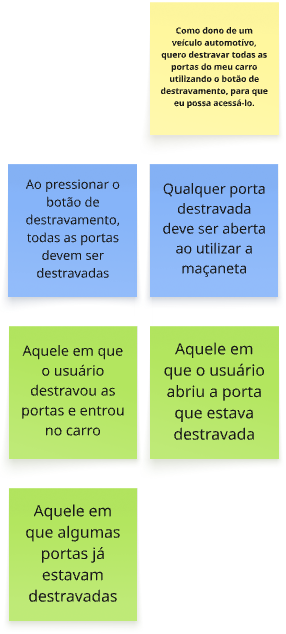 Como dono de um
veículo automotivo,
quero destravar todas as
portas do meu carro
utilizando o botão de
destravamento, para que
eu possa acessá-lo.
Ao pressionar o
botão de
destravamento,
todas as portas
devem ser
destravadas
Qualquer porta
destravada
deve ser aberta
ao utilizar a
maçaneta
Aquele em que
o usuário
destravou as
portas e entrou
no carro
Aquele em
que o usuário
abriu a porta
que estava
destravada
Aquele em
que algumas
portas já
estavam
destravadas